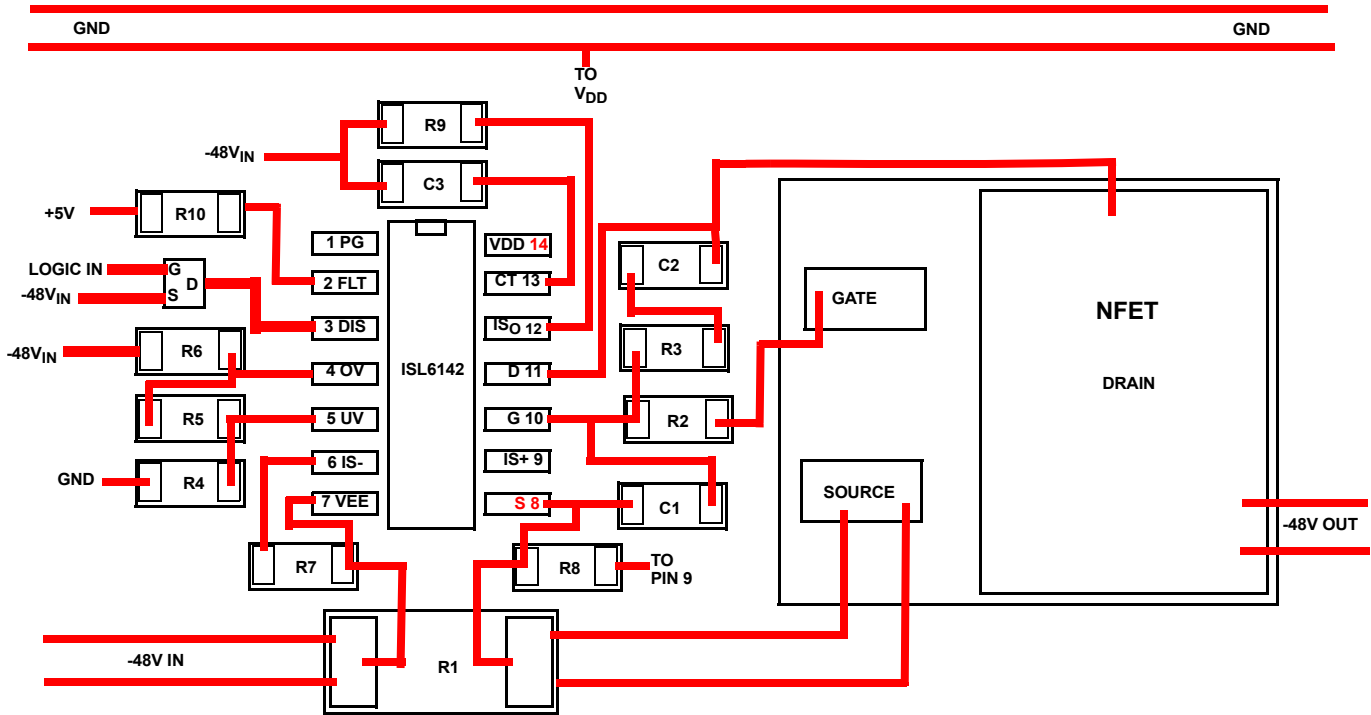 GND
GND
TO
VDD
R9
-48VIN
C3
+5V
R10
1 PG
VDD 14
C2
LOGIC IN
G
D
S
-48VIN
2 FLT
CT 13
GATE
NFET
3 DIS
ISO 12
-48VIN
R6
R3
4 OV
ISL6142
D 11
DRAIN
R5
5 UV
G 10
R2
6 IS-
IS+ 9
GND
R4
SOURCE
7 VEE
S 8
C1
-48V OUT
R7
R8
TO
PIN 9
-48V IN
R1